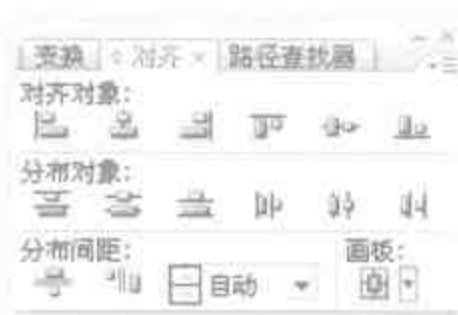 变换 对齐 × 路径查找器
对齐对象:
分布对象:
分布间距: 画板:
自动